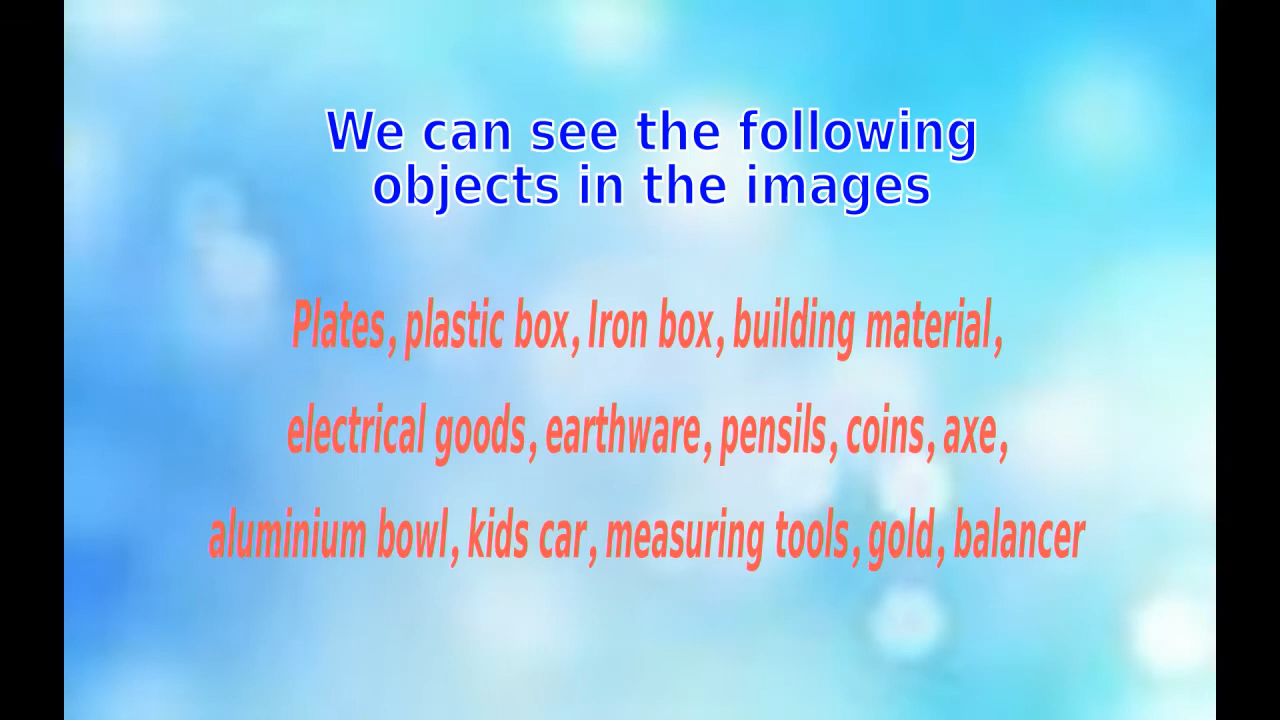 We can see the following
objects in the images
Plates, plastic box, Iron box, building material,
electrical goods, earthware, pensils, coins, axe,
aluminium bowl, kids car, measuring tools, gold, balancer